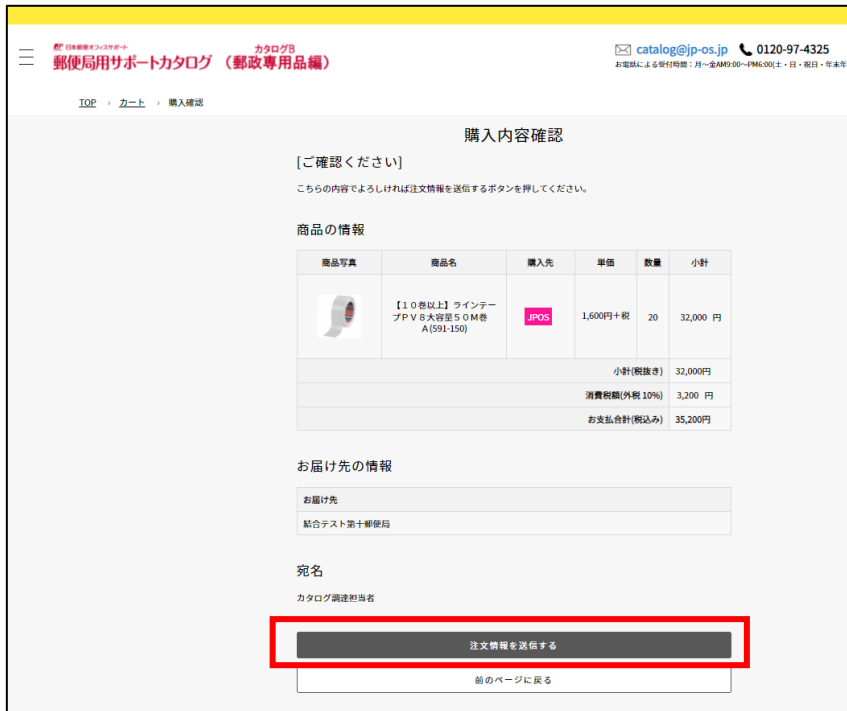 日本郵便オフィスサポート
郵便局用サポートカタログ
カタログB
(郵政専用品編)
catalog@jp-os.jp 0120-97-4325
お電話による受付時間:月~金AM9:00~PM6:00(土・日・祝日・年末年
TOP › カート › 購入確認
購入内容確認
[ご確認ください]
こちらの内容でよろしければ注文情報を送信するボタンを押してください。
商品の情報
商品写真 商品名 購入先 単価 数量 小計
【10巻以上】ラインテー
プPV8大容量50M巻
A(591-150)
JPOS 1,600円+税 20 32,000 円
小計(税抜き) 32,000円
消費税額(外税 10%) 3,200 円
お支払合計(税込み) 35,200円
お届け先の情報
お届け先
結合テスト第十郵便局
宛名
カタログ調達担当者
注文情報を送信する
前のページに戻る